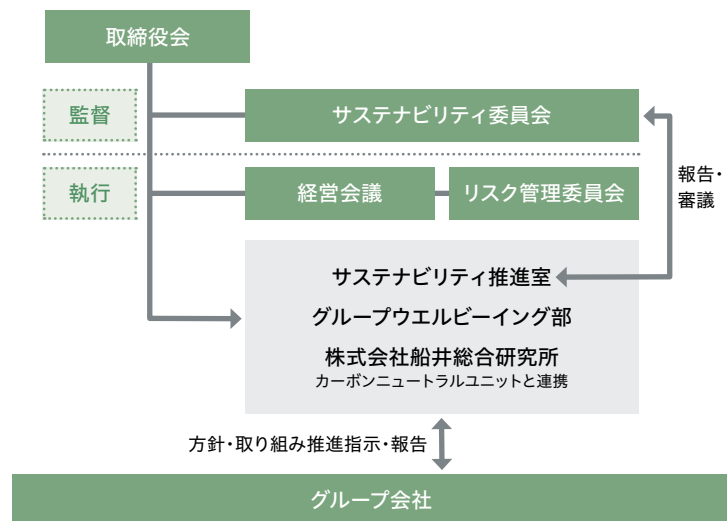 取締役会
監督
サステナビリティ委員会
執行
経営会議
リスク管理委員会
報告・
審議
サステナビリティ推進室
グループウエルビーイング部
株式会社船井総合研究所
カーボンニュートラルユニットと連携
方針・取り組み推進指示・報告
グループ会社